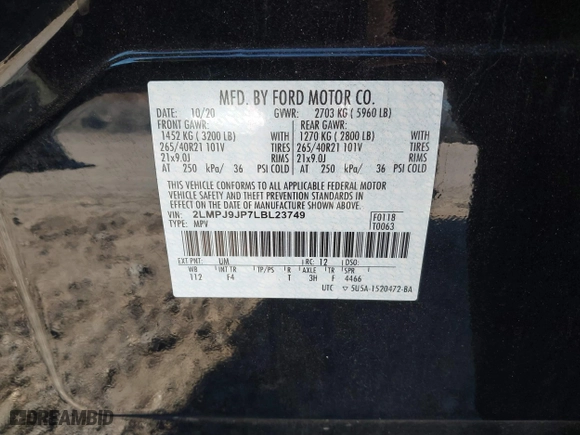 MFD. BY FORD MOTOR CO.
DATE: 10/20 GVWR: 2703 KG ( 5960 LB)
FRONT GAWR: REAR GAWR:
1452 KG ( 3200 LB) WITH 1270 KG ( 2800 LB) WITH
265/40R21 101V TIRES 265/40R21 101V TIRES
21x9.0J RIMS 21x9.0J RIMS
AT 250 kPa/ 36 PSI COLD AT 250 kPa/ 36 PSI COLD
THIS VEHICLE CONFORMS TO ALL APPLICABLE FEDERAL MOTOR
VEHICLE SAFETY AND THEFT PREVENTION STANDARDS
IN EFFECT ON THE DATE OF MANUFACTURE SHOWN ABOVE.
VIN: 2LMPJ9JP7LBL23749 F0118
TYPE: MPV T0063
EXT PNT: UM RC: 12 DSO:
WB INT TR TP/PS R AXLE TR SPR
112 F4 T 3H F 4466
UTC ▽ 5U5A-1520472-BA
DREAMBID